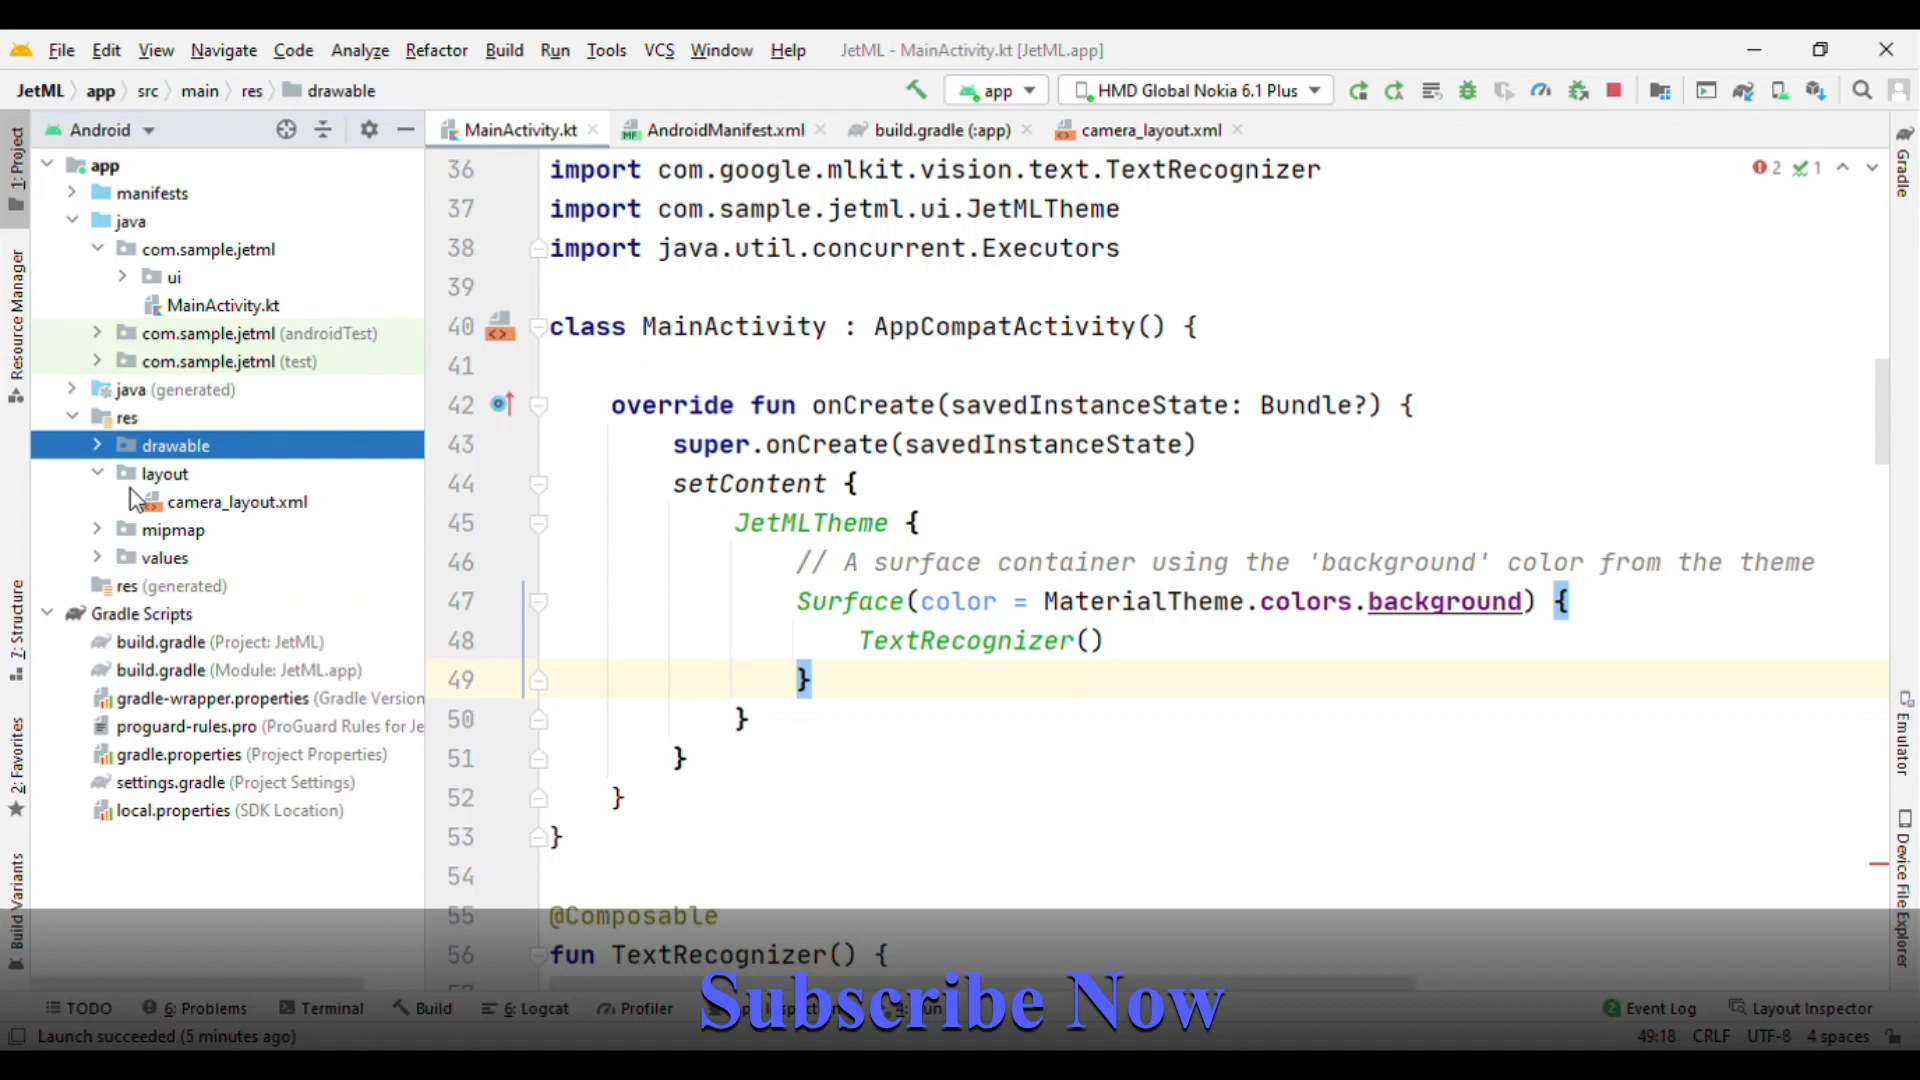 File Edit View Navigate Code Analyze Refactor Build Run Tools VCS Window Help JetML - MainActivity.kt [JetML.app]
JetML app src main res drawable app HMD Global Nokia 6.1 Plus
Android
MainActivity.kt AndroidManifest.xml build.gradle (:app) camera_layout.xml
1: Project
Resource Manager
7: Structure
2: Favorites
Build Variants
app
manifests
java
com.sample.jetml
ui
MainActivity.kt
com.sample.jetml (androidTest)
com.sample.jetml (test)
java (generated)
res
drawable
layout
camera_layout.xml
mipmap
values
res (generated)
Gradle Scripts
build.gradle (Project: JetML)
build.gradle (Module: JetML.app)
gradle-wrapper.properties (Gradle Version
proguard-rules.pro (ProGuard Rules for Je
gradle.properties (Project Properties)
settings.gradle (Project Settings)
local.properties (SDK Location)
2 1
36 import com.google.mlkit.vision.text.TextRecognizer
37 import com.sample.jetml.ui.JetMLTheme
38 import java.util.concurrent.Executors
39
40 class MainActivity : AppCompatActivity() {
41
42 override fun onCreate(savedInstanceState: Bundle?) {
43 super.onCreate(savedInstanceState)
44 setContent {
45 JetMLTheme {
46 // A surface container using the 'background' color from the theme
47 Surface(color = MaterialTheme.colors.background) {
48 TextRecognizer()
49 }
50 }
51 }
52 }
53 }
54
55 @Composable
56 fun TextRecognizer() {
Gradle
Emulator
Device File Explorer
TODO 6: Problems Terminal Build 6: Logcat Profiler Event Log Layout Inspector
Subscribe Now
Launch succeeded (5 minutes ago) 49:18 CRLF UTF-8 4 spaces